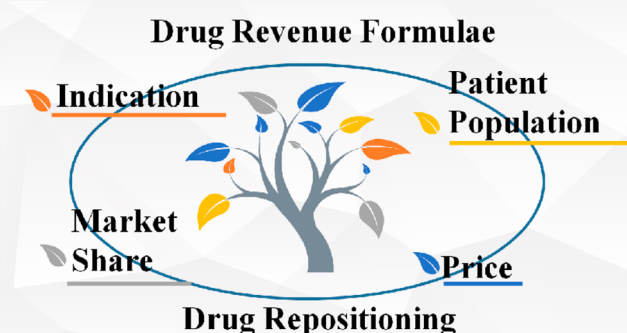 Drug Revenue Formulae
Indication
Patient
Population
Market
Share
Price
Drug Repositioning